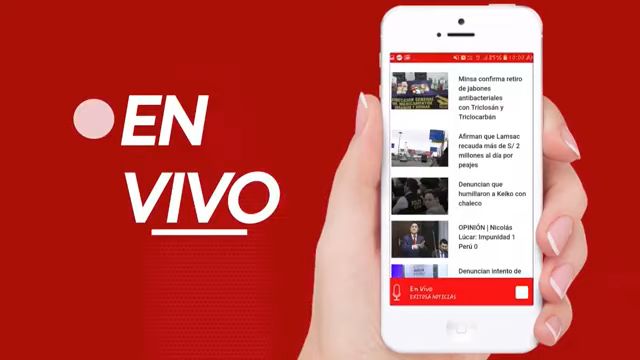 EN
VIVO
Minsa confirma retiro
de jabones
antibacteriales
con Triclosán y
Triclocarbán
Afirman que Lamsac
recauda más de S/ 2
millones al día por
peajes
Denuncian que
humillaron a Keiko con
chaleco
OPINIÓN | Nicolás
Lúcar: Impunidad 1
Perú 0
Denuncian intento de
En Vivo
EXITOSA NOTICIAS